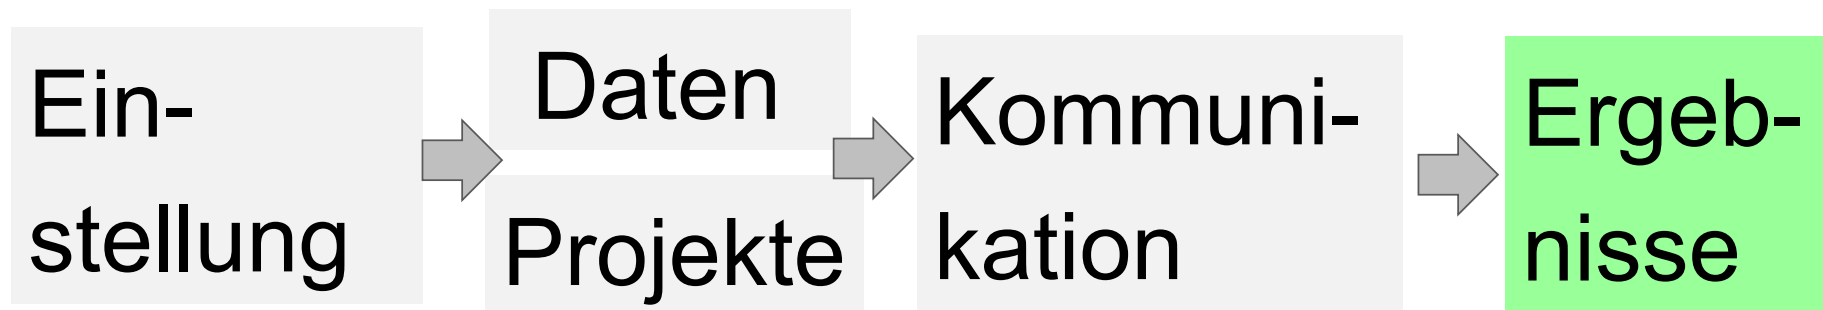 Ein-
stellung
Daten
Projekte
Kommuni-
kation
Ergeb-
nisse